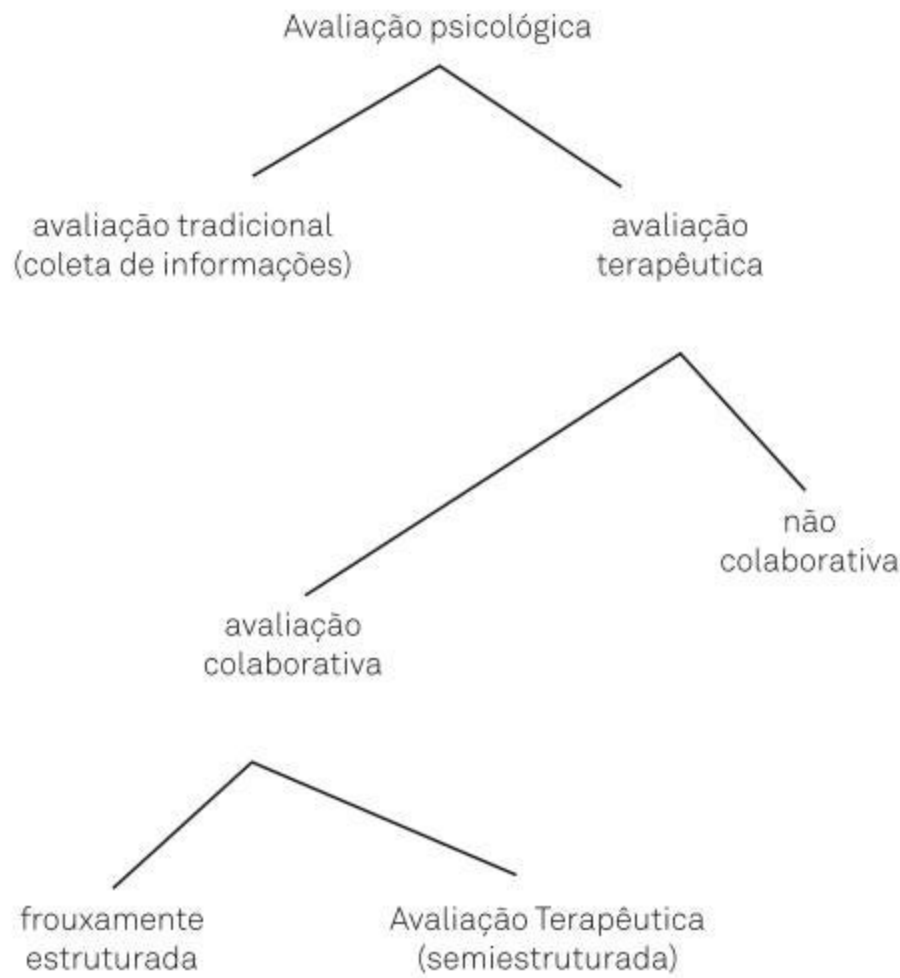 Avaliação psicológica
avaliação tradicional
(coleta de informações)
avaliação
terapêutica
não
colaborativa
avaliação
colaborativa
frouxamente
estruturada
Avaliação Terapêutica
(semiestruturada)